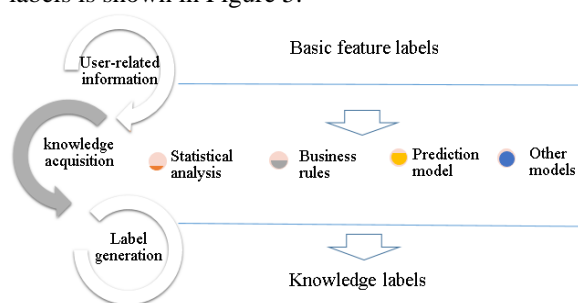 labels is shown in Figure 3.
Basic feature labels
User-related
information
knowledge
acquisition
Statistical
analysis
Business
rules
Prediction
model
Other
models
Label
generation
Knowledge labels